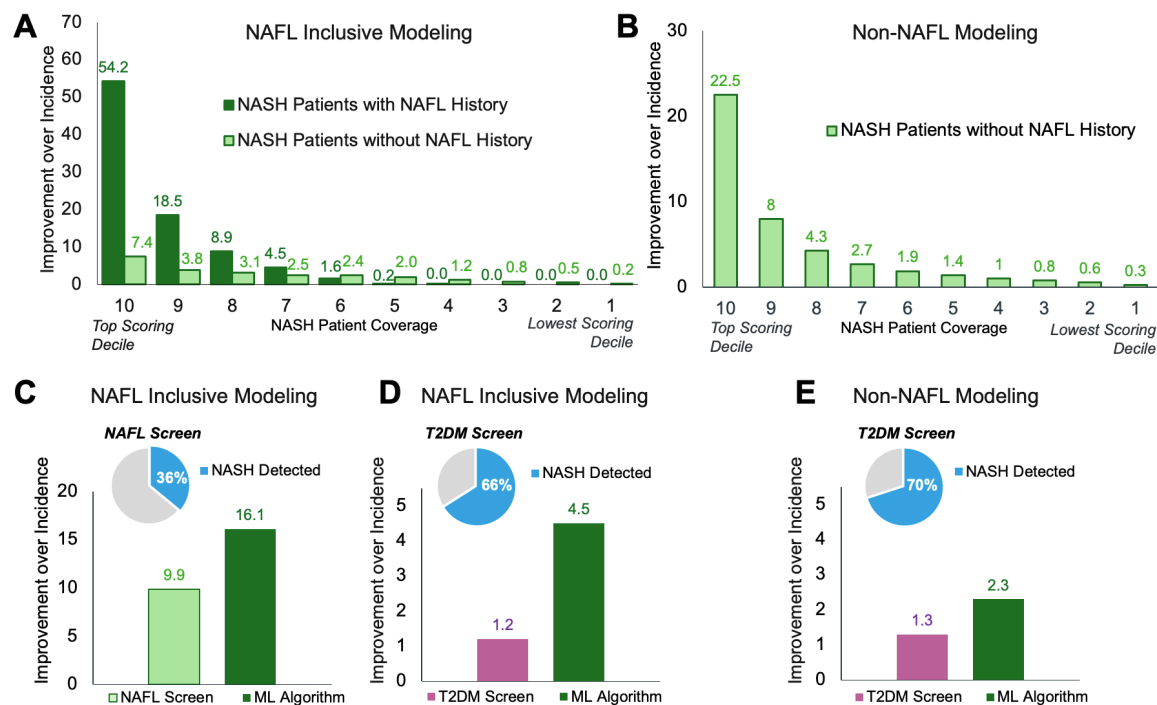 A
NAFL Inclusive Modeling
Improvement over Incidence
70
60
50
40
30
20
10
0
NASH Patients with NAFL History
NASH Patients without NAFL History
54.2
7.4
18.5
3.8
8.9
3.1
4.5
2.5
1.6
2.4
0.2
2.0
0.0
1.2
0.0
0.8
0.0
0.5
0.0
0.2
10 9 8 7 6 5 4 3 2 1
Top Scoring
Decile
NASH Patient Coverage
Lowest Scoring
Decile
B
Non-NAFL Modeling
Improvement over Incidence
30
20
10
0
NASH Patients without NAFL History
22.5
8
4.3
2.7
1.9
1.4
1
0.8
0.6
0.3
10 9 8 7 6 5 4 3 2 1
Top Scoring
Decile
NASH Patient Coverage
Lowest Scoring
Decile
C
NAFL Inclusive Modeling
NAFL Screen
36%
NASH Detected
Improvement over Incidence
20
15
10
5
0
9.9
16.1
NAFL Screen
ML Algorithm
D
NAFL Inclusive Modeling
T2DM Screen
66%
NASH Detected
Improvement over Incidence
5
4
3
2
1
0
1.2
4.5
T2DM Screen
ML Algorithm
E
Non-NAFL Modeling
T2DM Screen
70%
NASH Detected
Improvement over Incidence
5
4
3
2
1
0
1.3
2.3
T2DM Screen
ML Algorithm